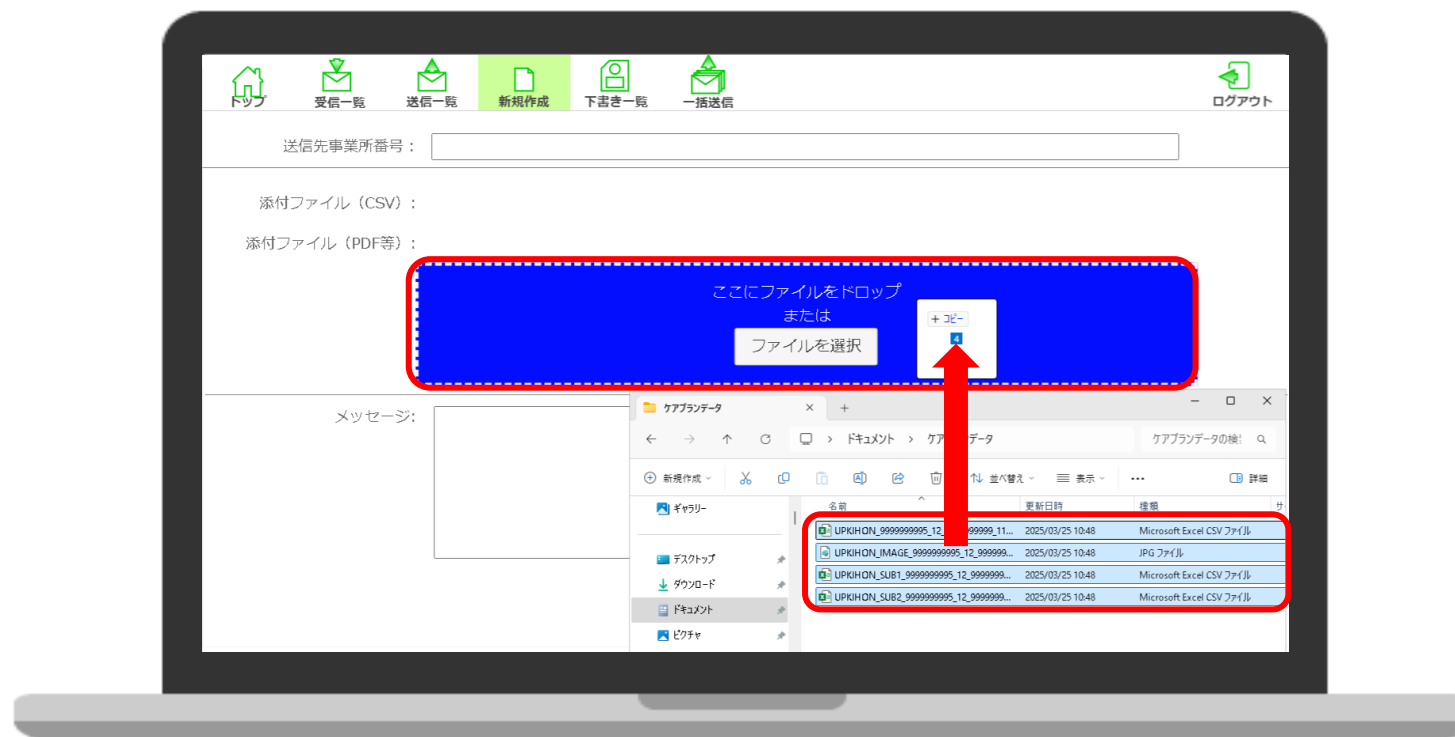 トップ 受信一覧 送信一覧 新規作成 下書き一覧 一括送信 ログアウト
送信先事業所番号：
添付ファイル（CSV）：
添付ファイル（PDF等）：
ここにファイルをドロップ
または
ファイルを選択
+ コピー
4
メッセージ:
ケアプランデータ × +
ドキュメント > ケアプランデータの検
新規作成 並べ替え 表示 ... 詳細
名前 更新日時 種類
ギャラリー
デスクトップ
ダウンロード
ドキュメント
ピクチャ
UPKIHON_9999999995_12_ 99999_11... 2025/03/25 10:48 Microsoft Excel CSV ファイル
UPKIHON_IMAGE_9999999995_12_999999... 2025/03/25 10:48 JPG ファイル
UPKIHON_SUB1_9999999995_12_9999999... 2025/03/25 10:48 Microsoft Excel CSV ファイル
UPKIHON_SUB2_9999999995_12_9999999... 2025/03/25 10:48 Microsoft Excel CSV ファイル